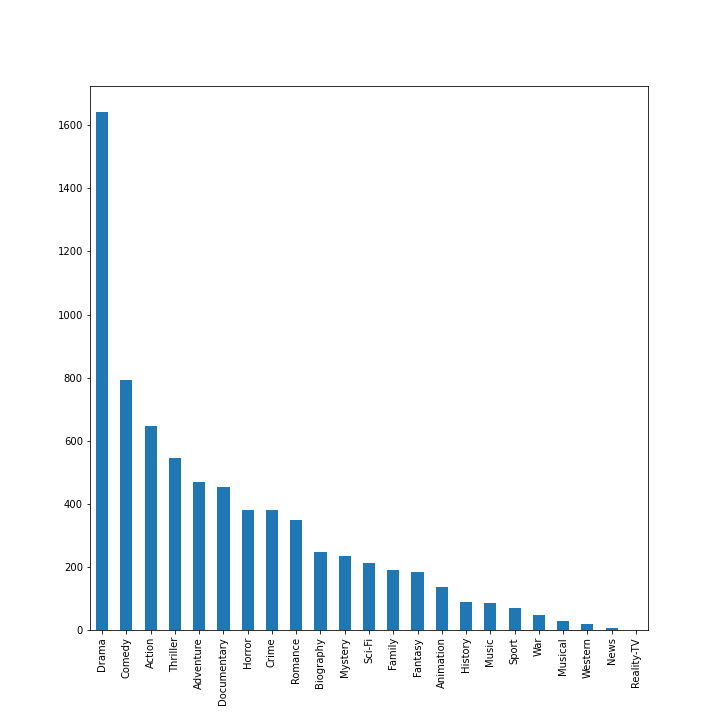 1600
1400
1200
1000
800
600
400
200
0
Drama
Comedy
Action
Thriller
Adventure
Documentary
Horror
Crime
Romance
Biography
Mystery
Sci-Fi
Family
Fantasy
Animation
History
Music
Sport
War
Musical
Western
News
Reality-TV